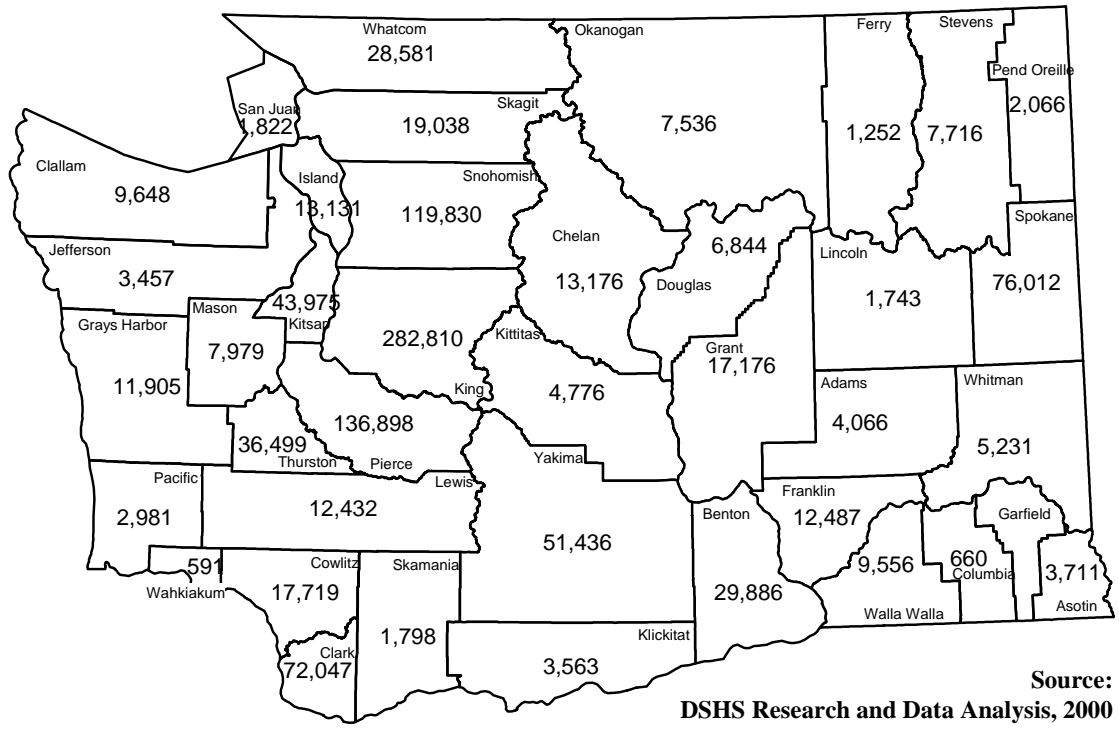 Whatcom
28,581
Okanogan
7,536
Ferry
1,252
Stevens
7,716
Pend Oreille
2,066
San Juan
1,822
Skagit
19,038
Clallam
9,648
Island
13,131
Snohomish
119,830
Chelan
13,176
6,844
Douglas
Lincoln
1,743
Spokane
76,012
Jefferson
3,457
Mason
7,979
43,975
Kitsap
282,810
King
Kittitas
4,776
Grant
17,176
Grays Harbor
11,905
Adams
4,066
Whitman
5,231
136,898
Pierce
36,499
Thurston
Yakima
51,436
Pacific
2,981
Lewis
12,432
Benton
29,886
Franklin
12,487
Garfield
591
Wahkiakum
Cowlitz
17,719
Skamania
1,798
9,556
Walla Walla
660
Columbia
3,711
Asotin
Clark
72,047
Klickitat
3,563
Source:
DSHS Research and Data Analysis, 2000